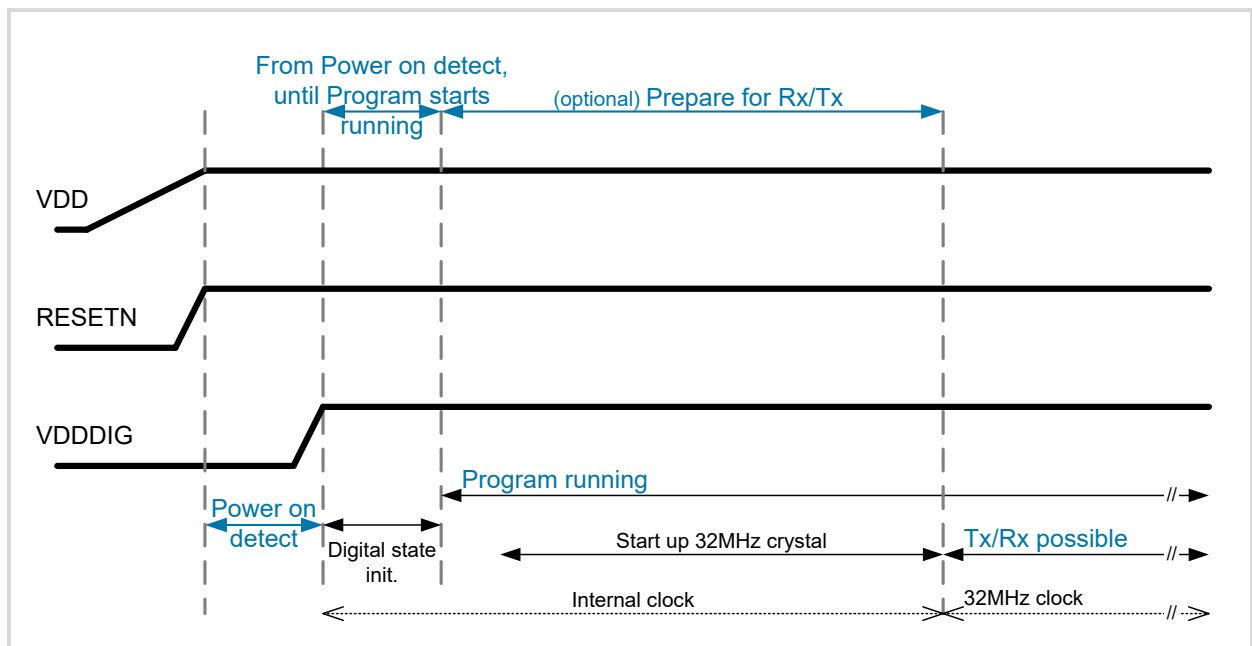 From Power on detect,
until Program starts
running
(optional) Prepare for Rx/Tx
VDD
RESETN
VDDDIG
Program running
Power on
detect
Digital state
init.
Start up 32MHz crystal
Tx/Rx possible
Internal clock
32MHz clock